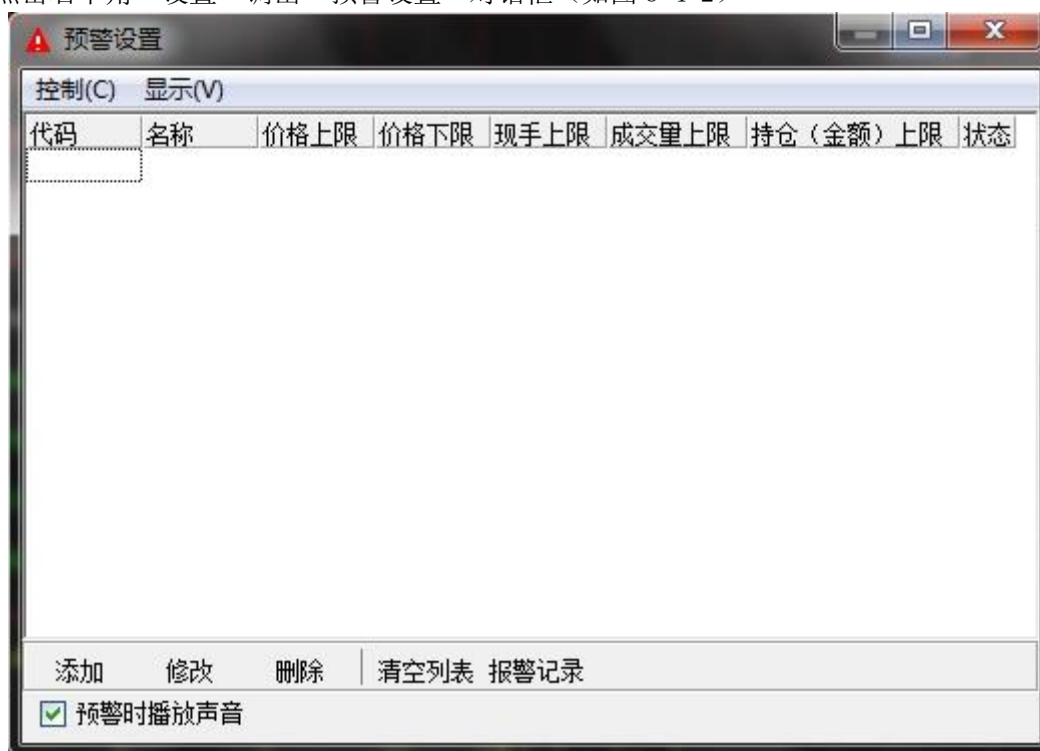 预警设置
控制(C) 显示(V)
代码 名称 价格上限 价格下限 现手上限 成交量上限 持仓（金额）上限 状态
添加 修改 删除 清空列表 报警记录
预警时播放声音